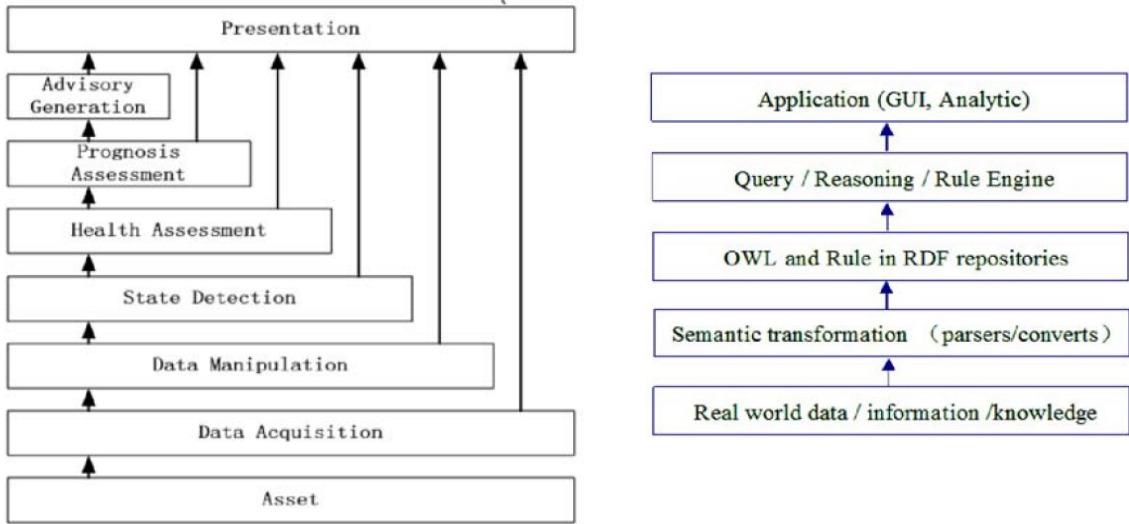 Presentation
Advisory
Generation
Prognosis
Assessment
Health Assessment
State Detection
Data Manipulation
Data Acquisition
Asset
Application (GUI, Analytic)
Query / Reasoning / Rule Engine
OWL and Rule in RDF repositories
Semantic transformation （parsers/converts）
Real world data / information /knowledge